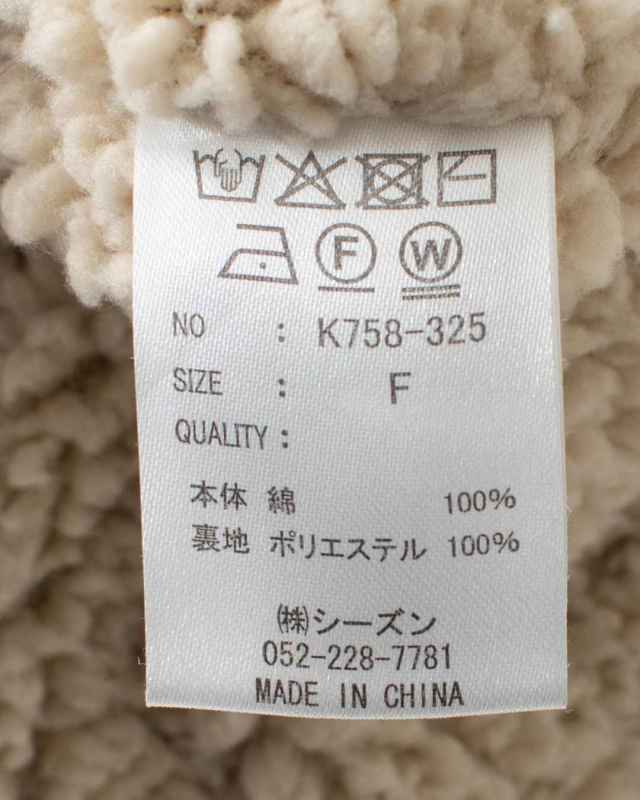 F W
NO : K758-325
SIZE : F
QUALITY :
本体 綿 100%
裏地 ポリエステル 100%
㈱シーズン
052-228-7781
MADE IN CHINA